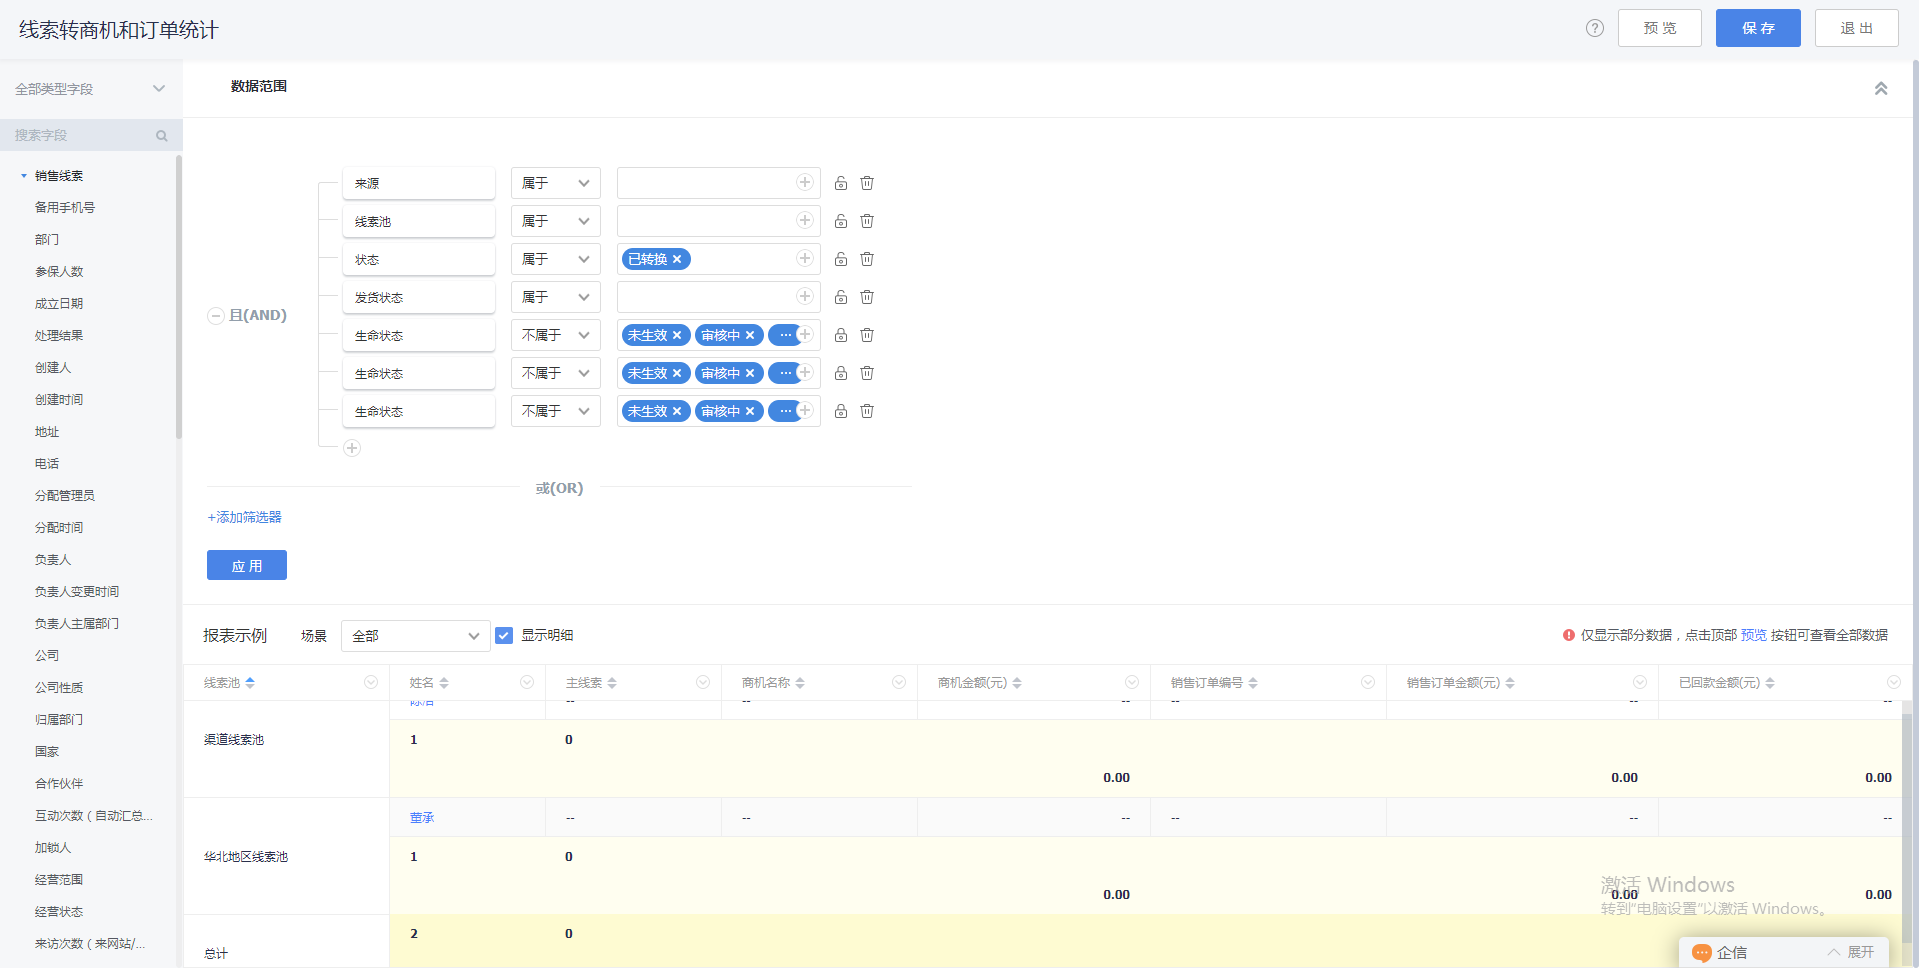 线索转商机和订单统计
预 览
保 存
退 出
全部类型字段
搜索字段
销售线索
备用手机号
部门
参保人数
成立日期
处理结果
创建人
创建时间
地址
电话
分配管理员
分配时间
负责人
负责人变更时间
负责人主属部门
公司
公司性质
归属部门
国家
合作伙伴
互动次数（自动汇总...
加锁人
经营范围
经营状态
来访次数（来网站/...
数据范围
且(AND)
来源 属于
线索池 属于
状态 属于 已转换 ×
发货状态 属于
生命状态 不属于 未生效 × 审核中 × ...
生命状态 不属于 未生效 × 审核中 × ...
生命状态 不属于 未生效 × 审核中 × ...
或(OR)
+添加筛选器
应 用
报表示例 场景 全部 显示明细
仅显示部分数据，点击顶部 预览 按钮可查看全部数据
线索池 姓名 主线索 商机名称 商机金额(元) 销售订单编号 销售订单金额(元) 已回款金额(元)
-- -- -- -- -- --
渠道线索池
1 0
0.00 0.00 0.00
董承 -- -- -- -- -- --
华北地区线索池
1 0
0.00 0.00 0.00
总计
2 0
激活 Windows
转到“电脑设置”以激活 Windows。
企信 展开